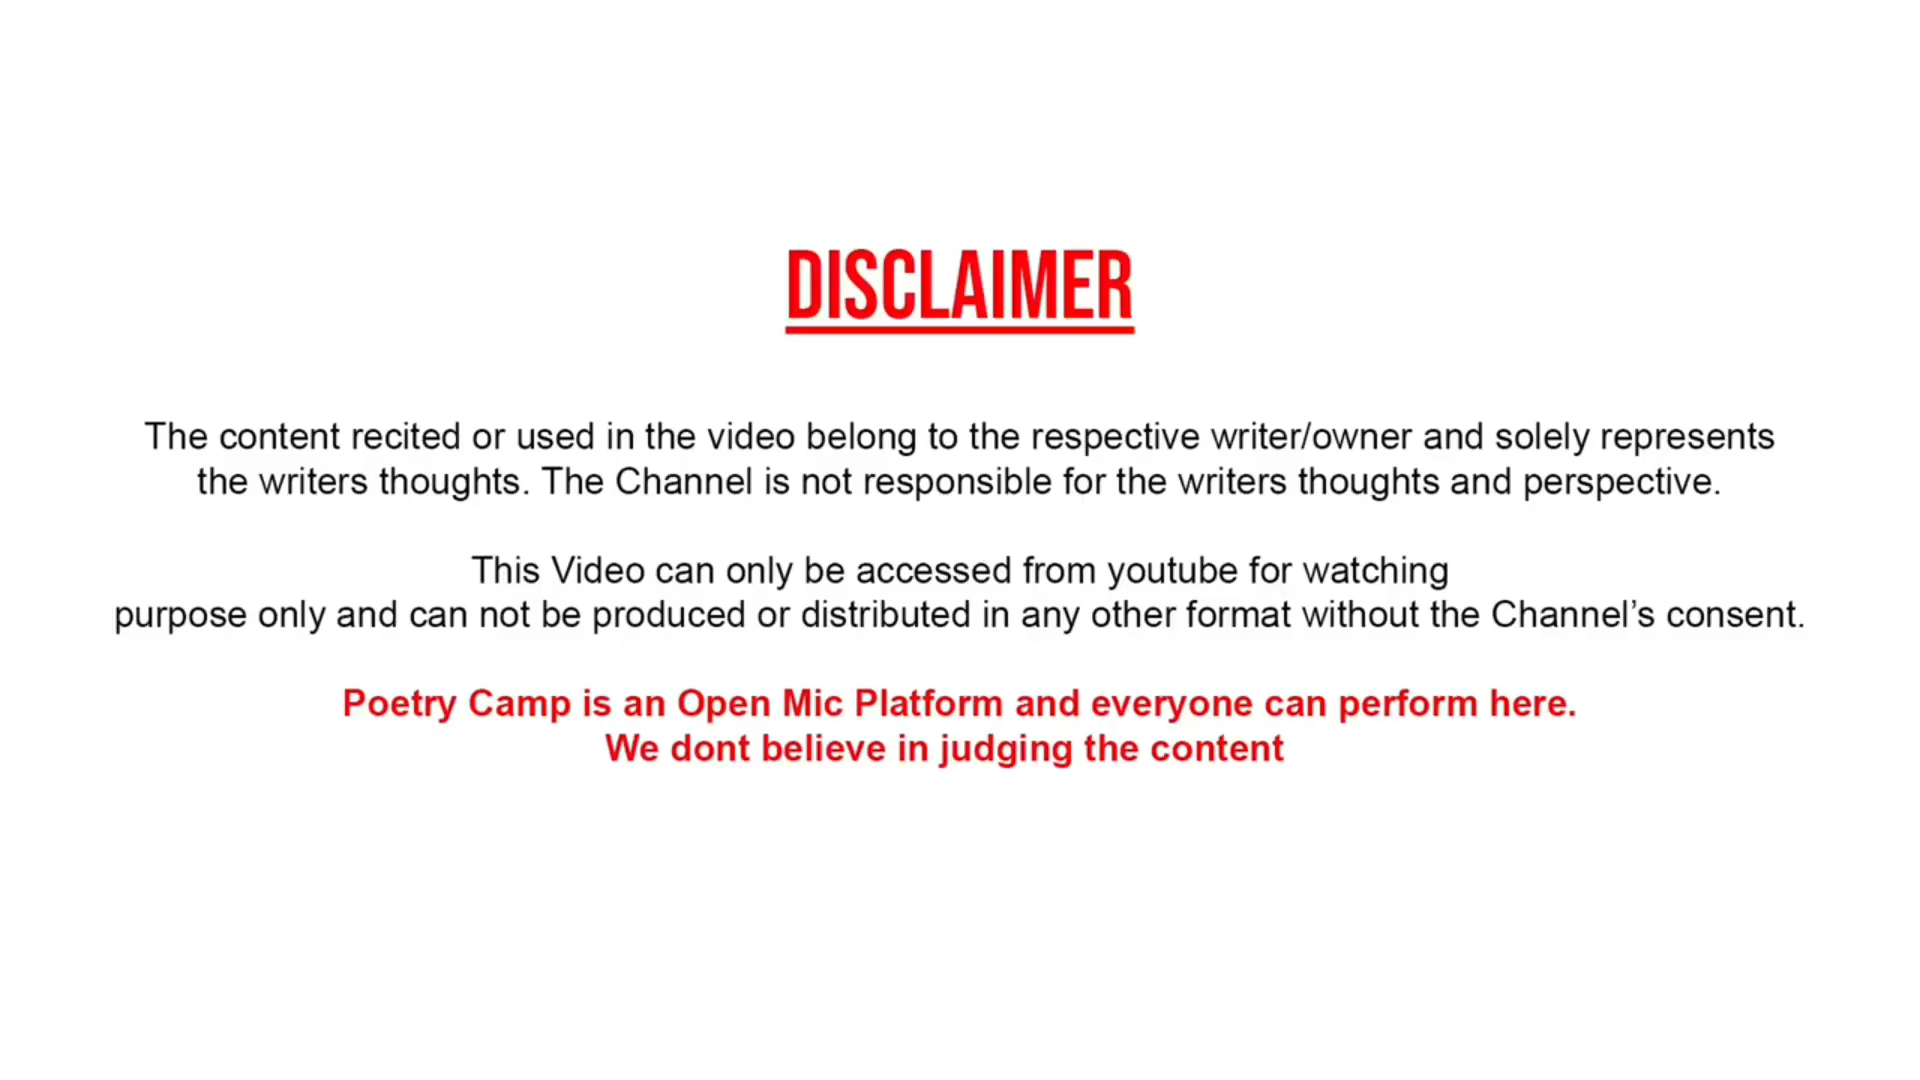 DISCLAIMER
The content recited or used in the video belong to the respective writer/owner and solely represents
the writers thoughts. The Channel is not responsible for the writers thoughts and perspective.
This Video can only be accessed from youtube for watching
purpose only and can not be produced or distributed in any other format without the Channel’s consent.
Poetry Camp is an Open Mic Platform and everyone can perform here.
We dont believe in judging the content